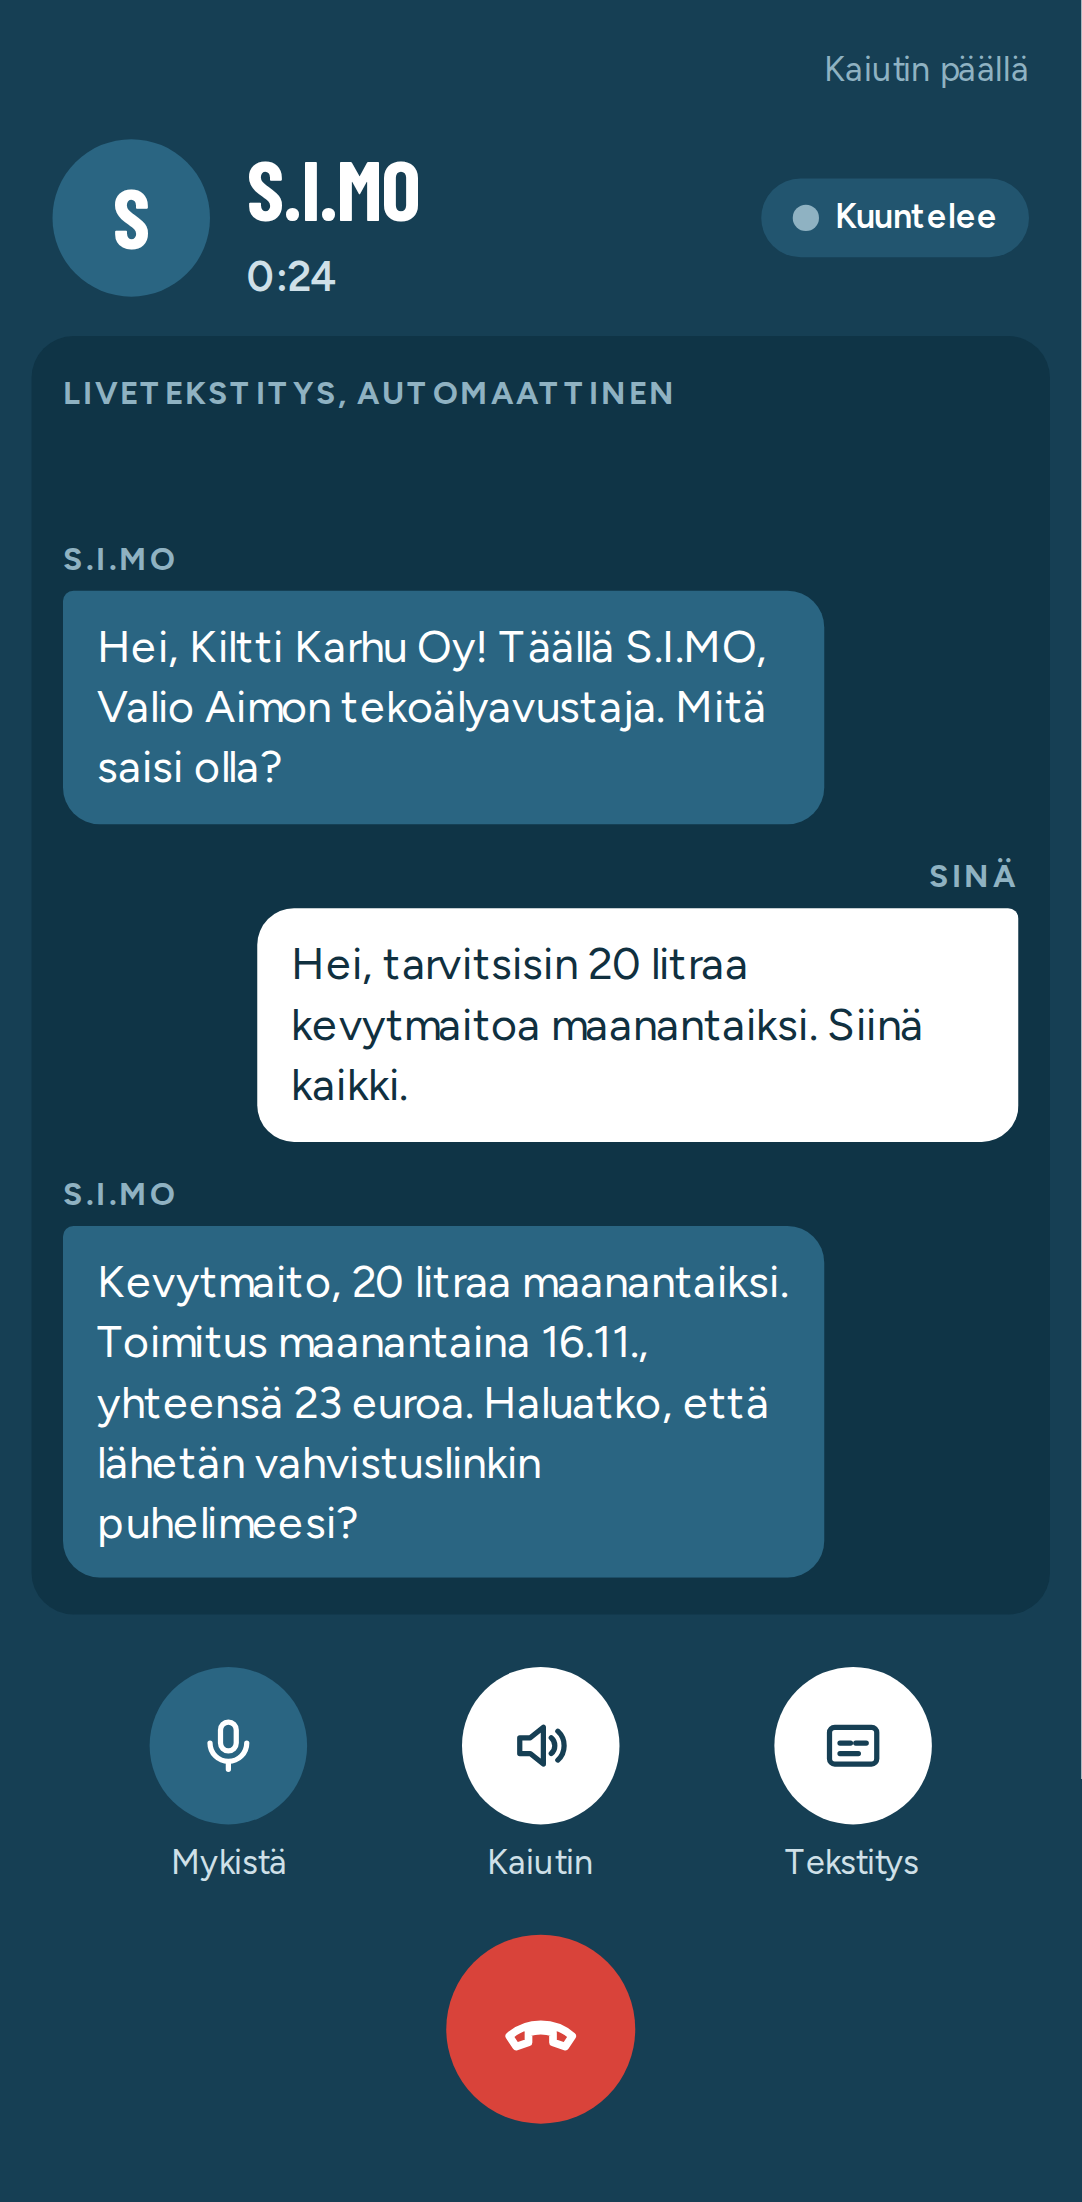 Kaiutin päällä
S
S.I.MO
0:24
Kuuntelee
LIVETEKSTITYS, AUTOMAATTINEN
S.I.MO
Hei, Kiltti Karhu Oy! Täällä S.I.MO,
Valio Aimon tekoälyavustaja. Mitä
saisi olla?
SINÄ
Hei, tarvitsisin 20 litraa
kevytmaitoa maanantaiksi. Siinä
kaikki.
S.I.MO
Kevytmaito, 20 litraa maanantaiksi.
Toimitus maanantaina 16.11.,
yhteensä 23 euroa. Haluatko, että
lähetän vahvistuslinkin
puhelimeesi?
Mykistä
Kaiutin
Tekstitys